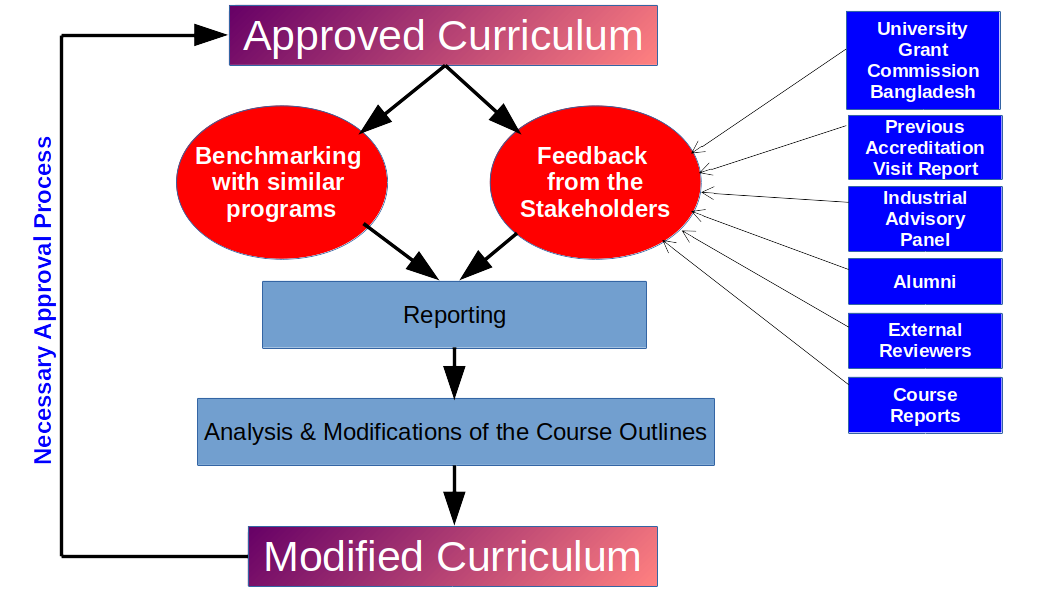 Approved Curriculum
Benchmarking
with similar
programs
Feedback
from the
Stakeholders
University
Grant
Commission
Bangladesh
Previous
Accreditation
Visit Report
Industrial
Advisory
Panel
Alumni
External
Reviewers
Course
Reports
Reporting
Analysis & Modifications of the Course Outlines
Modified Curriculum
Necessary Approval Process